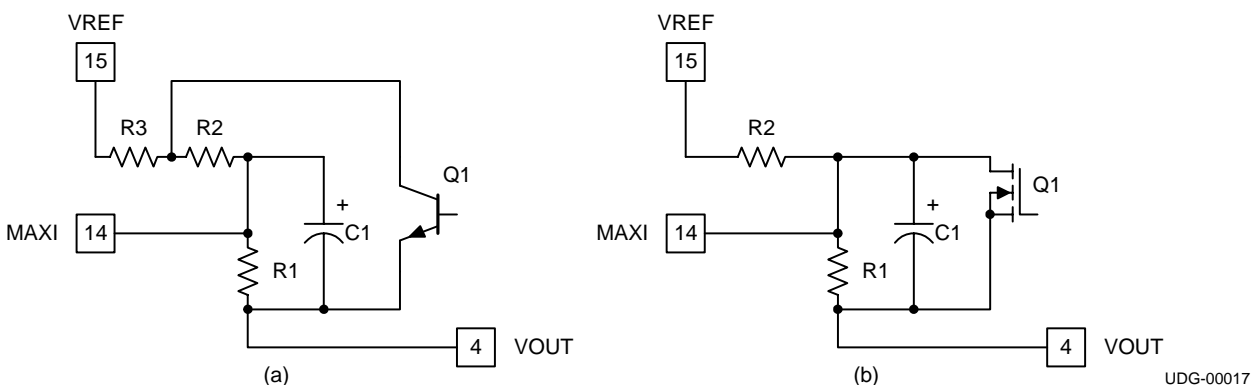 VREF
15
R3
R2
Q1
+
C1
MAXI
14
R1
4
VOUT
(a)
VREF
15
R2
Q1
+
C1
MAXI
14
R1
4
VOUT
(b)
UDG-00017